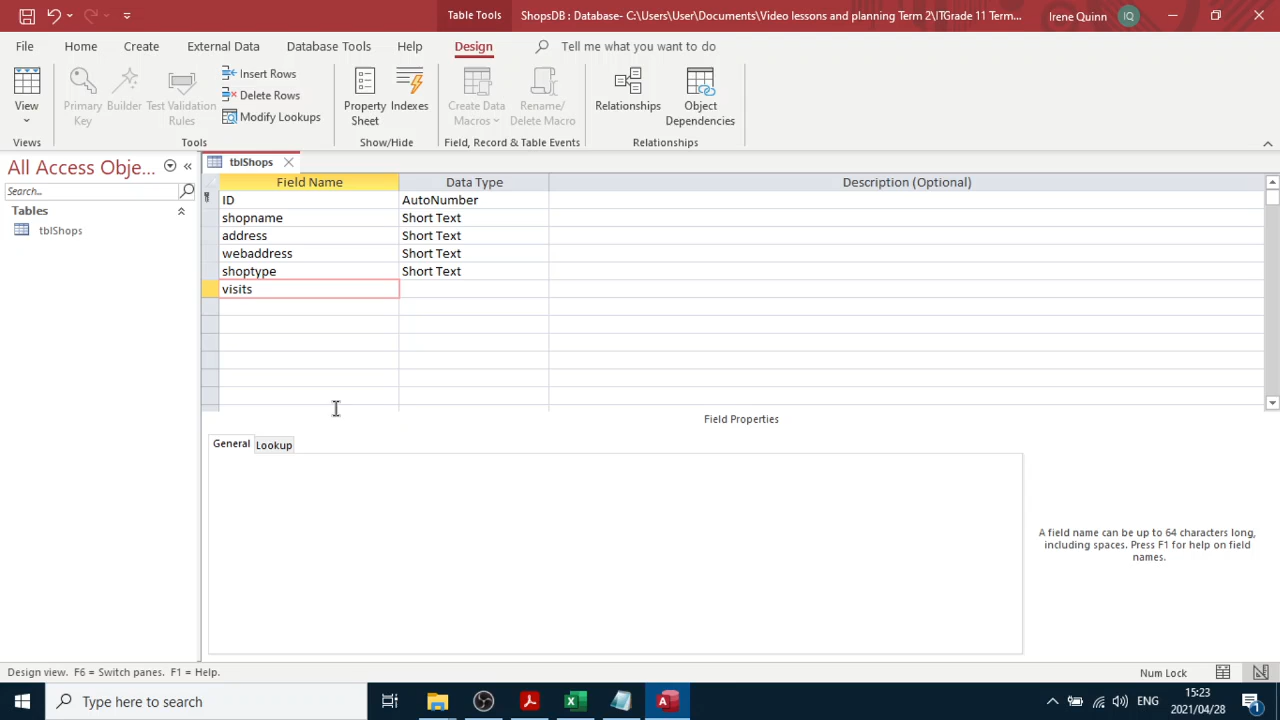 Table Tools
ShopsDB : Database- C:\Users\User\Documents\Video lessons and planning Term 2\ITGrade 11 Term...
Irene Quinn
IQ
File
Home
Create
External Data
Database Tools
Help
Design
Tell me what you want to do
View
Primary Key
Builder
Test Validation Rules
Insert Rows
Delete Rows
Modify Lookups
Property Sheet
Indexes
Create Data Macros
Rename/ Delete Macro
Relationships
Object Dependencies
Views
Tools
Show/Hide
Field, Record & Table Events
Relationships
All Access Obje...
Search...
Tables
tblShops
tblShops
Field Name
Data Type
Description (Optional)
ID
AutoNumber
shopname
Short Text
address
Short Text
webaddress
Short Text
shoptype
Short Text
visits
Field Properties
General
Lookup
A field name can be up to 64 characters long,
including spaces. Press F1 for help on field
names.
Design view. F6 = Switch panes. F1 = Help.
Num Lock
Type here to search
ENG
15:23
2021/04/28
1